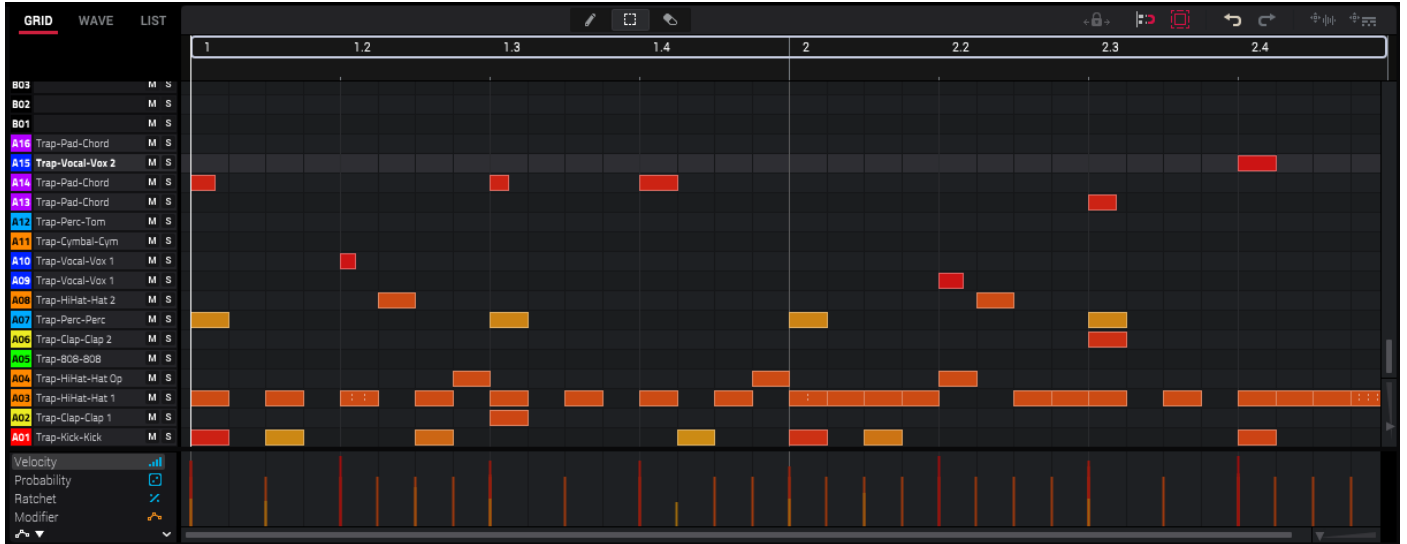 GRID WAVE LIST
1 1.2 1.3 1.4 2 2.2 2.3 2.4
B03 M S
B02 M S
B01 M S
A16 Trap-Pad-Chord M S
A15 Trap-Vocal-Vox 2 M S
A14 Trap-Pad-Chord M S
A13 Trap-Pad-Chord M S
A12 Trap-Perc-Tom M S
A11 Trap-Cymbal-Cym M S
A10 Trap-Vocal-Vox 1 M S
A09 Trap-Vocal-Vox 1 M S
A08 Trap-HiHat-Hat 2 M S
A07 Trap-Perc-Perc M S
A06 Trap-Clap-Clap 2 M S
A05 Trap-808-808 M S
A04 Trap-HiHat-Hat Op M S
A03 Trap-HiHat-Hat 1 M S
A02 Trap-Clap-Clap 1 M S
A01 Trap-Kick-Kick M S
Velocity
Probability
Ratchet
Modifier